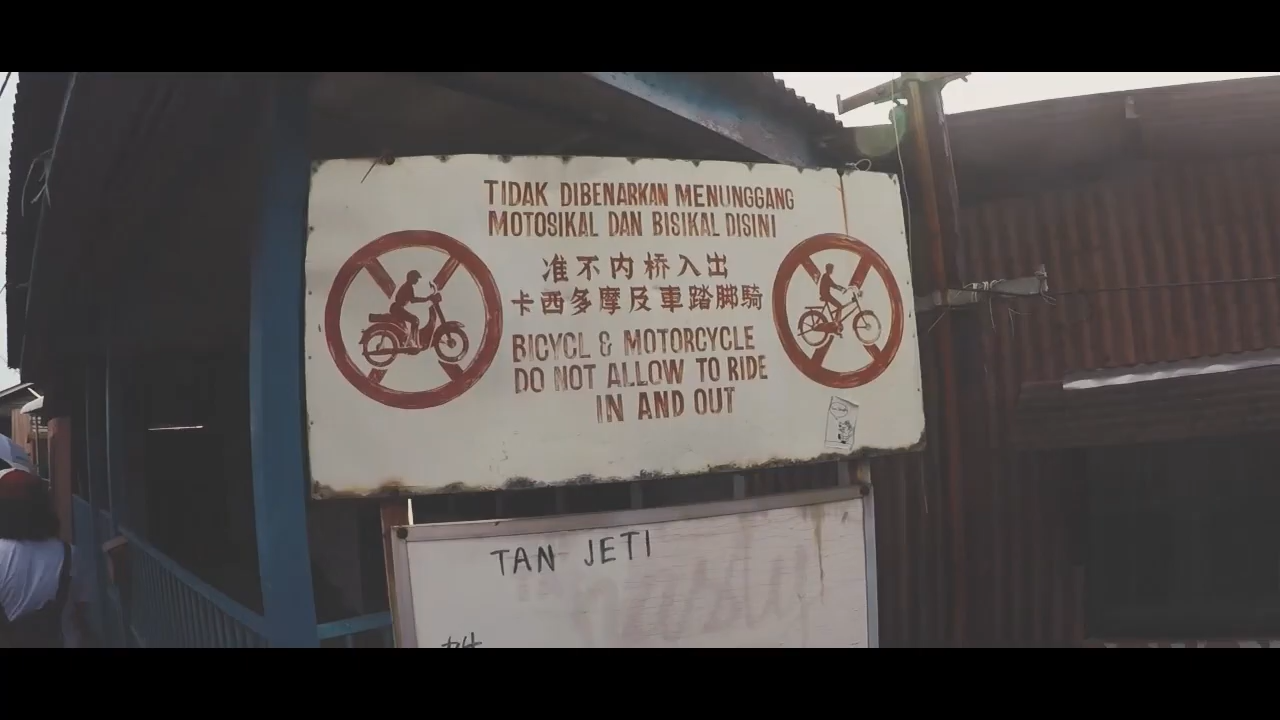 TIDAK DIBENARKAN MENUNGGANG
MOTOSIKAL DAN BISIKAL DISINI
准不内桥入出
卡西多摩及車踏脚騎
BICYCL & MOTORCYCLE
DO NOT ALLOW TO RIDE
IN AND OUT
TAN JETI